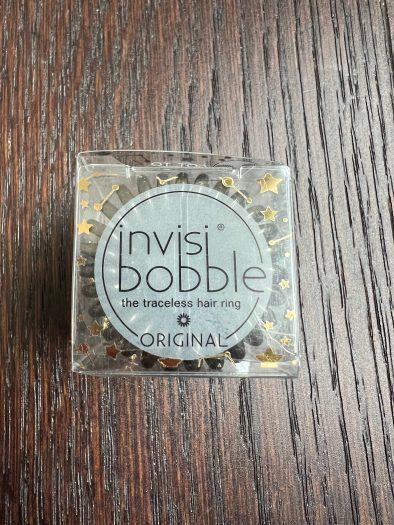 invisi®
bobble
the traceless hair ring
ORIGINAL